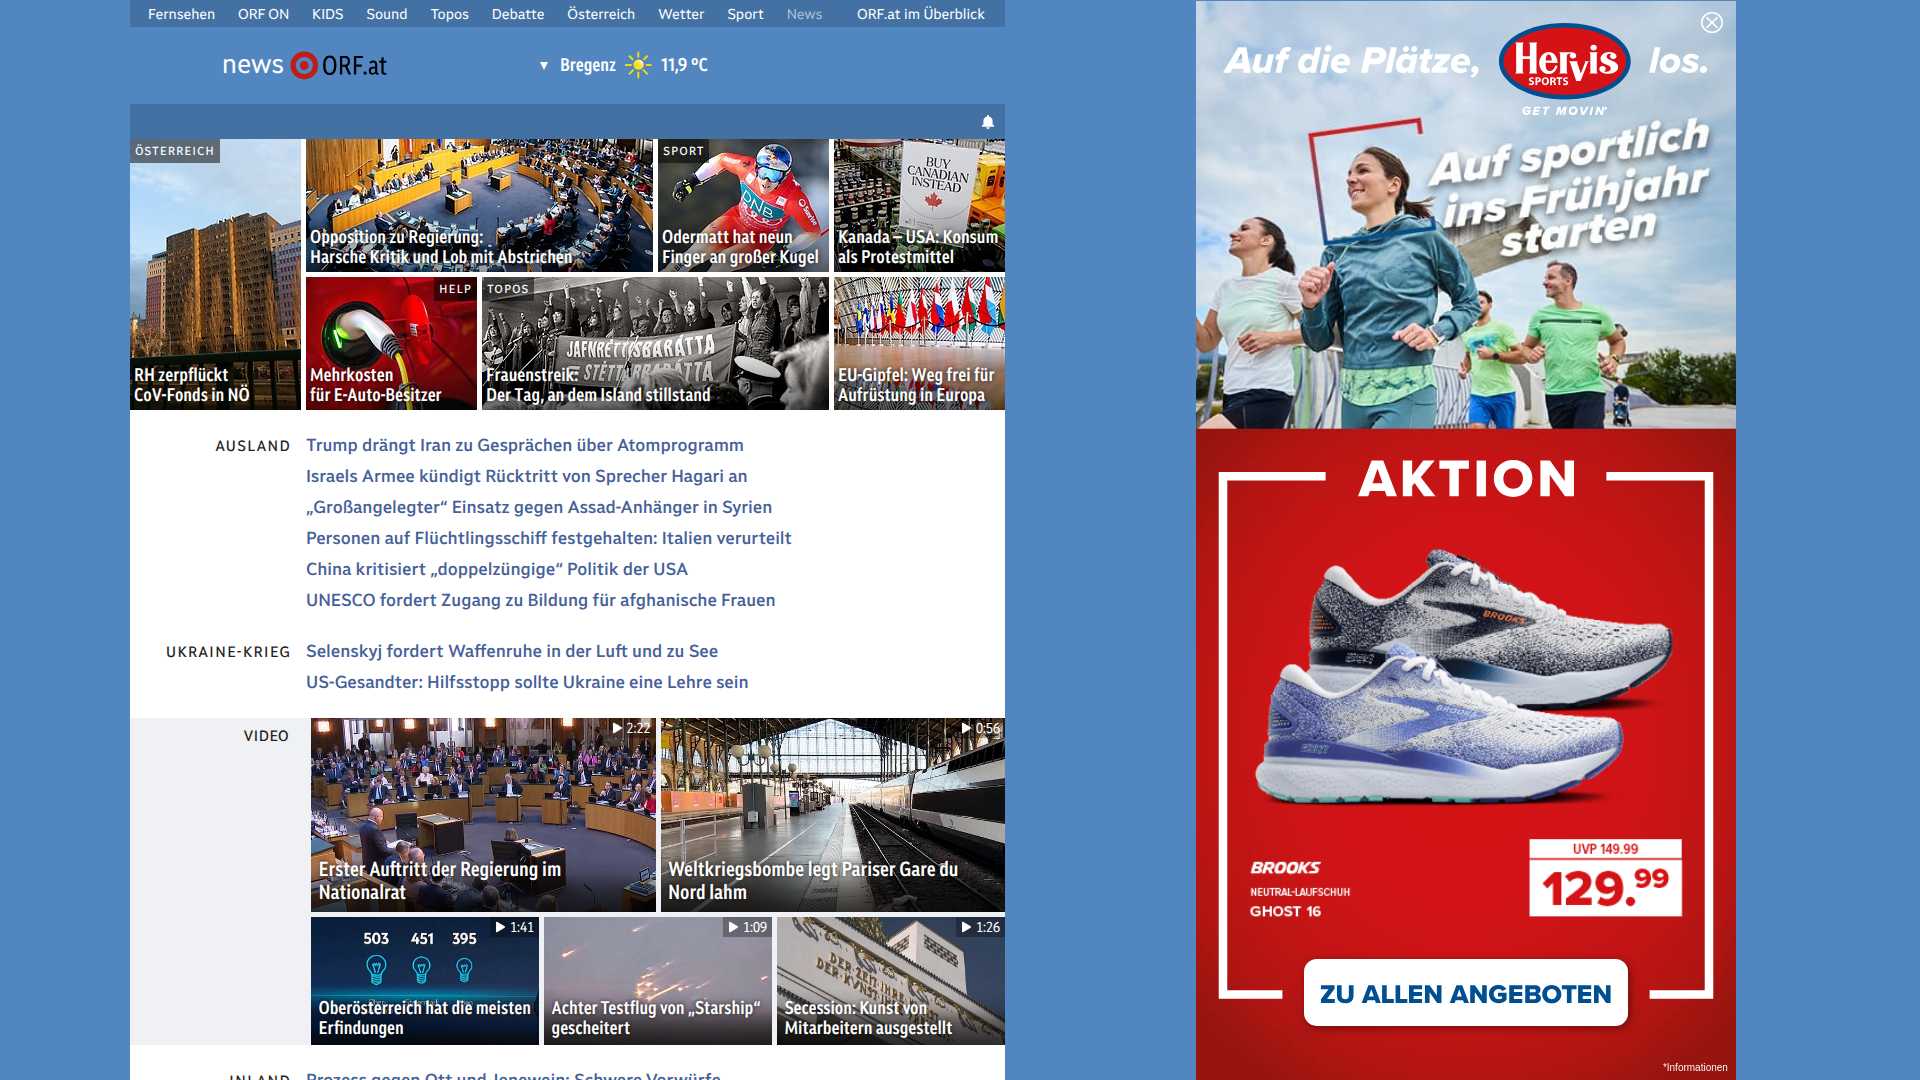 Fernsehen ORF ON KIDS Sound Topos Debatte Österreich Wetter Sport News ORF.at im Überblick
news ORF.at
Bregenz 11,9 °C
ÖSTERREICH
RH zerpflückt
CoV-Fonds in NÖ
Opposition zu Regierung:
Harsche Kritik und Lob mit Abstrichen
SPORT
DNB
Odermatt hat neun
Finger an großer Kugel
BUY
CANADIAN
INSTEAD
Kanada – USA: Konsum
als Protestmittel
HELP
Mehrkosten
für E-Auto-Besitzer
TOPOS
JAFNRÉTTISBARÁTTA
STÉTTABARÁTTA
Frauenstreik:
Der Tag, an dem Island stillstand
EU-Gipfel: Weg frei für
Aufrüstung in Europa
AUSLAND
Trump drängt Iran zu Gesprächen über Atomprogramm
Israels Armee kündigt Rücktritt von Sprecher Hagari an
„Großangelegter“ Einsatz gegen Assad-Anhänger in Syrien
Personen auf Flüchtlingsschiff festgehalten: Italien verurteilt
China kritisiert „doppelzüngige“ Politik der USA
UNESCO fordert Zugang zu Bildung für afghanische Frauen
UKRAINE-KRIEG
Selenskyj fordert Waffenruhe in der Luft und zu See
US-Gesandter: Hilfsstopp sollte Ukraine eine Lehre sein
VIDEO
2:22
Erster Auftritt der Regierung im
Nationalrat
0:56
Weltkriegsbombe legt Pariser Gare du
Nord lahm
1:41
503 451 395
Oberösterreich hat die meisten
Erfindungen
1:09
Achter Testflug von „Starship“
gescheitert
1:26
DER ZEIT IHRE
DER KUNST
Secession: Kunst von
Mitarbeitern ausgestellt
INLAND
Prozess gegen Ott und Jenewein: Schwere Vorwürfe
Auf die Plätze, Hervis SPORTS los.
GET MOVIN'
Auf sportlich
ins Frühjahr
starten
AKTION
BROOKS
BROOKS
NEUTRAL-LAUFSCHUH
GHOST 16
UVP 149.99
129.99
ZU ALLEN ANGEBOTEN
*Informationen